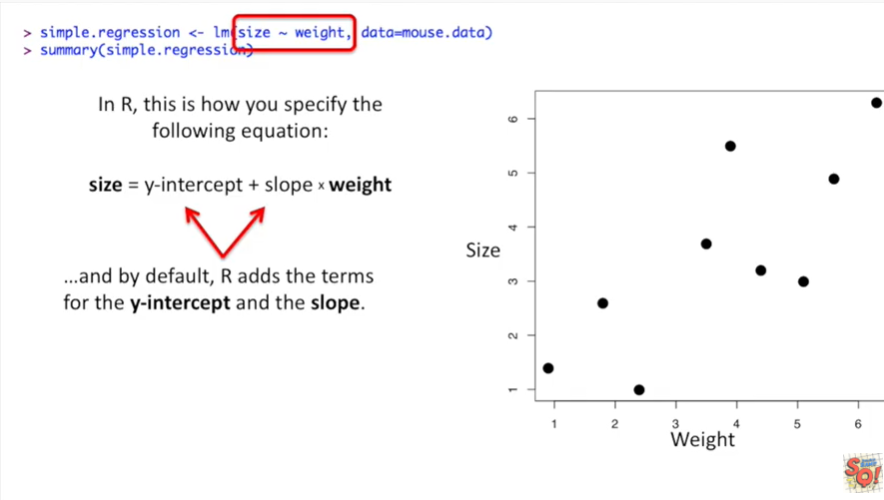 > simple.regression <- lm(size ~ weight, data=mouse.data)
> summary(simple.regression)
In R, this is how you specify the
following equation:
size = y-intercept + slope x weight
...and by default, R adds the terms
for the y-intercept and the slope.
Size
6
5
4
3
2
1
1 2 3 4 5 6
Weight
SQ!